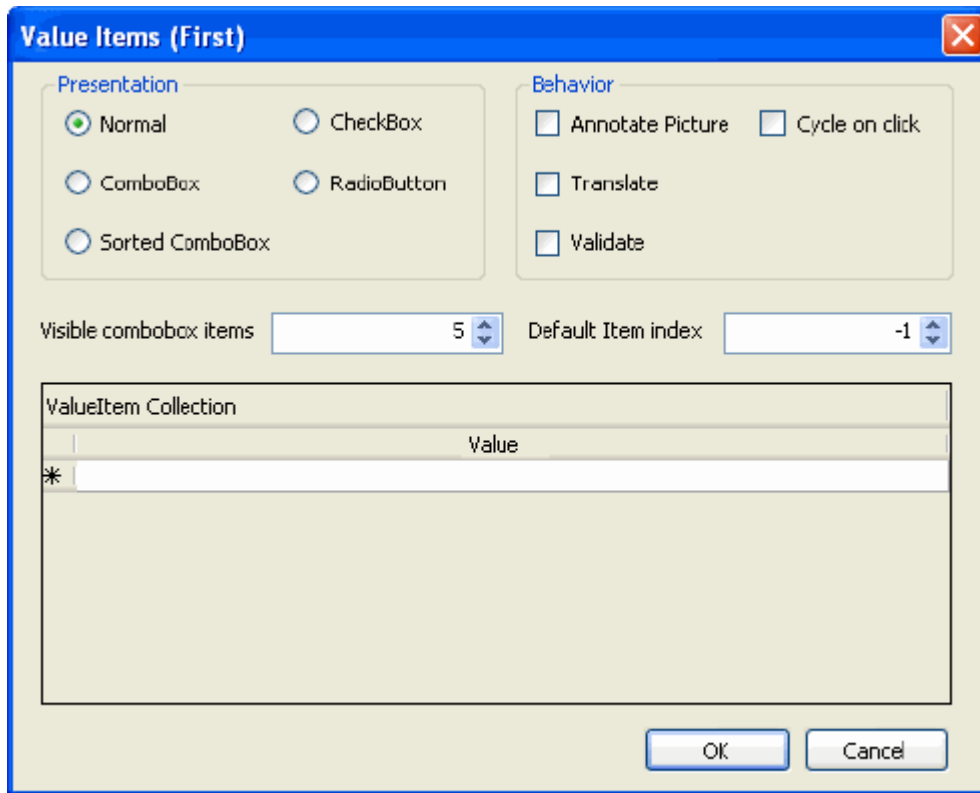 Value Items (First)
Presentation
Normal
CheckBox
ComboBox
RadioButton
Sorted ComboBox
Behavior
Annotate Picture
Cycle on click
Translate
Validate
Visible combobox items
5
Default Item index
-1
ValueItem Collection
Value
OK
Cancel